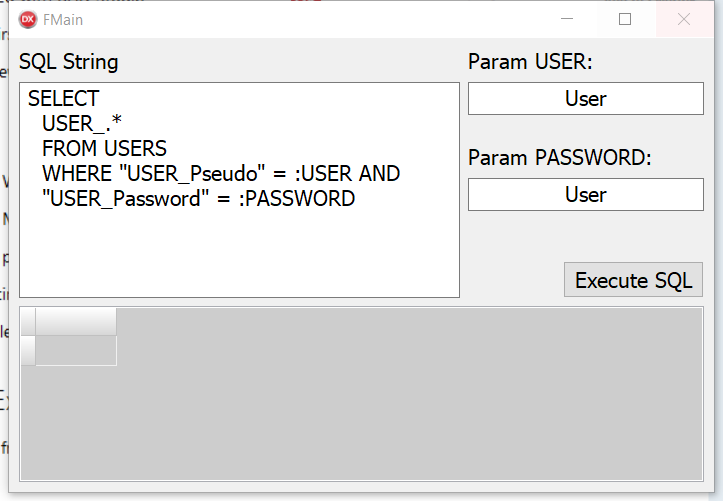 DX FMain
SQL String
SELECT
USER_.*
FROM USERS
WHERE "USER_Pseudo" = :USER AND
"USER_Password" = :PASSWORD
Param USER:
User
Param PASSWORD:
User
Execute SQL